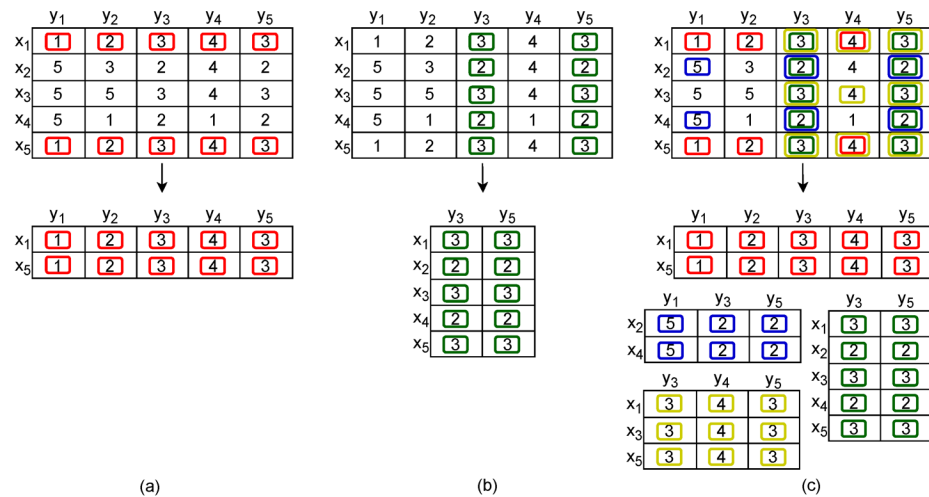 y1 y2 y3 y4 y5
x1 1 2 3 4 3
x2 5 3 2 4 2
x3 5 5 3 4 3
x4 5 1 2 1 2
x5 1 2 3 4 3
y1 y2 y3 y4 y5
x1 1 2 3 4 3
x5 1 2 3 4 3
(a)
y1 y2 y3 y4 y5
x1 1 2 3 4 3
x2 5 3 2 4 2
x3 5 5 3 4 3
x4 5 1 2 1 2
x5 1 2 3 4 3
y3 y5
x1 3 3
x2 2 2
x3 3 3
x4 2 2
x5 3 3
(b)
y1 y2 y3 y4 y5
x1 1 2 3 4 3
x2 5 3 2 4 2
x3 5 5 3 4 3
x4 5 1 2 1 2
x5 1 2 3 4 3
y1 y2 y3 y4 y5
x1 1 2 3 4 3
x5 1 2 3 4 3
y1 y3 y5
x2 5 2 2
x4 5 2 2
y3 y4 y5
x1 3 4 3
x3 3 4 3
x5 3 4 3
y3 y5
x1 3 3
x2 2 2
x3 3 3
x4 2 2
x5 3 3
(c)